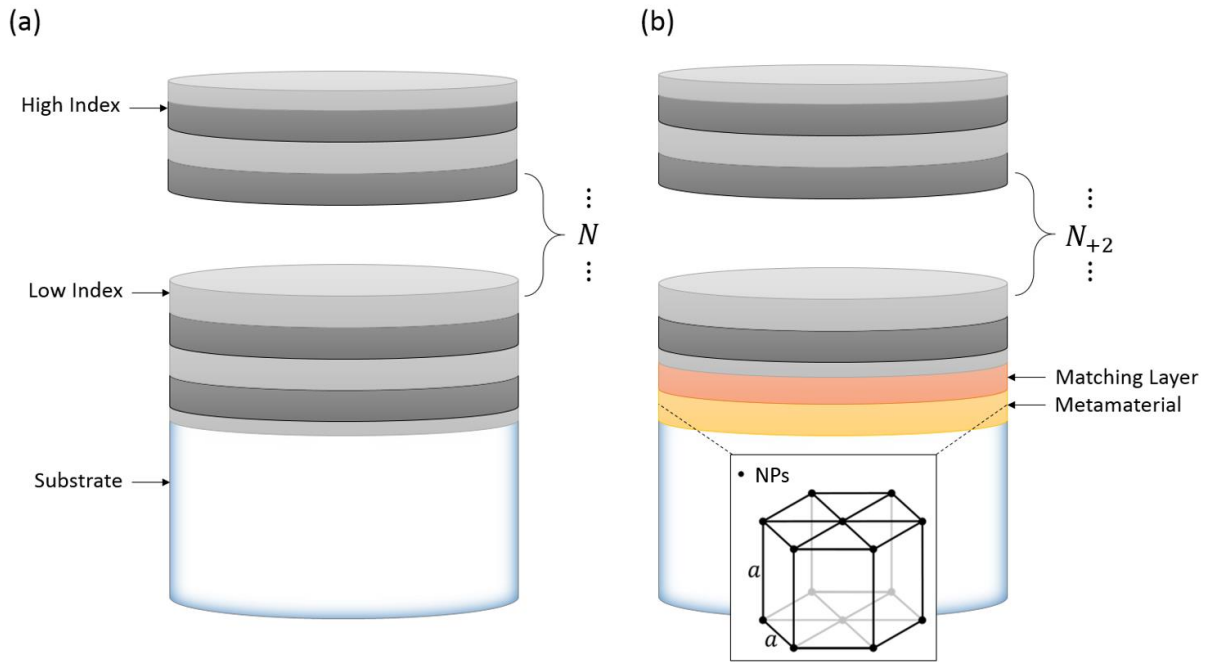 (a)
High Index
⋮
N
⋮
Low Index
Substrate
(b)
⋮
N+2
⋮
Matching Layer
Metamaterial
• NPs
a
a